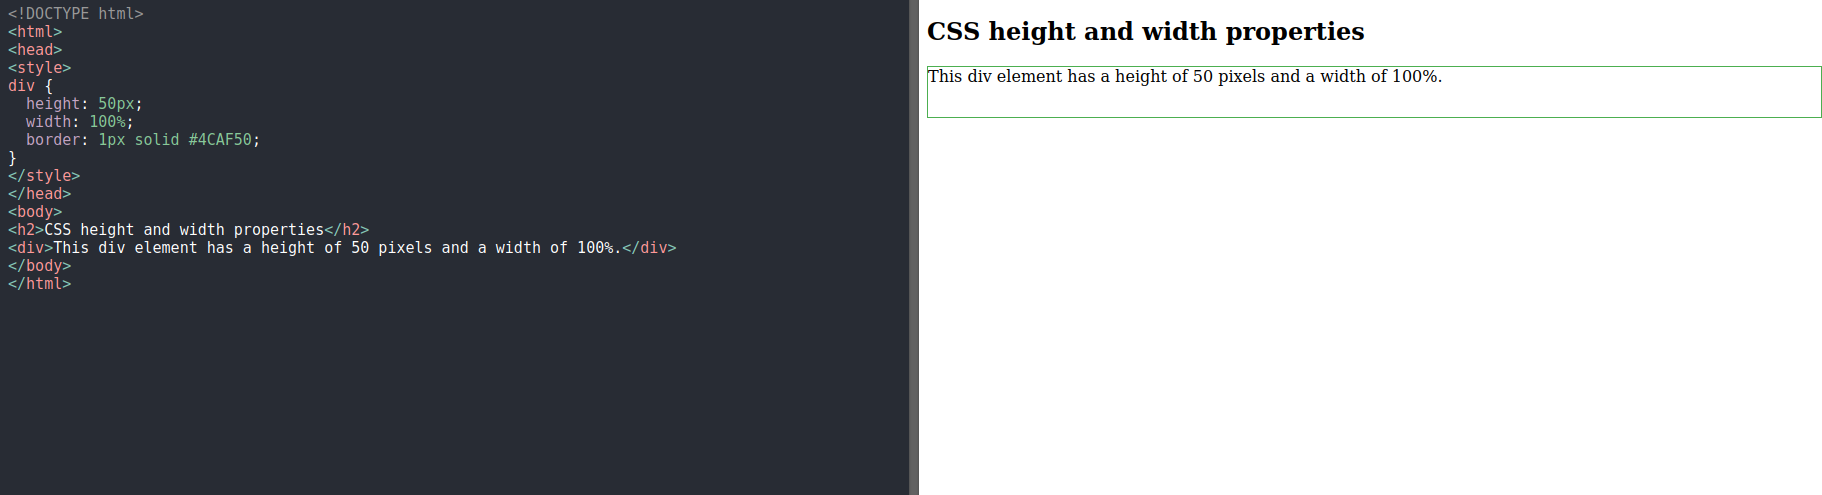 <!DOCTYPE html>
<html>
<head>
<style>
div {
  height: 50px;
  width: 100%;
  border: 1px solid #4CAF50;
}
</style>
</head>
<body>
<h2>CSS height and width properties</h2>
<div>This div element has a height of 50 pixels and a width of 100%.</div>
</body>
</html>
CSS height and width properties
This div element has a height of 50 pixels and a width of 100%.